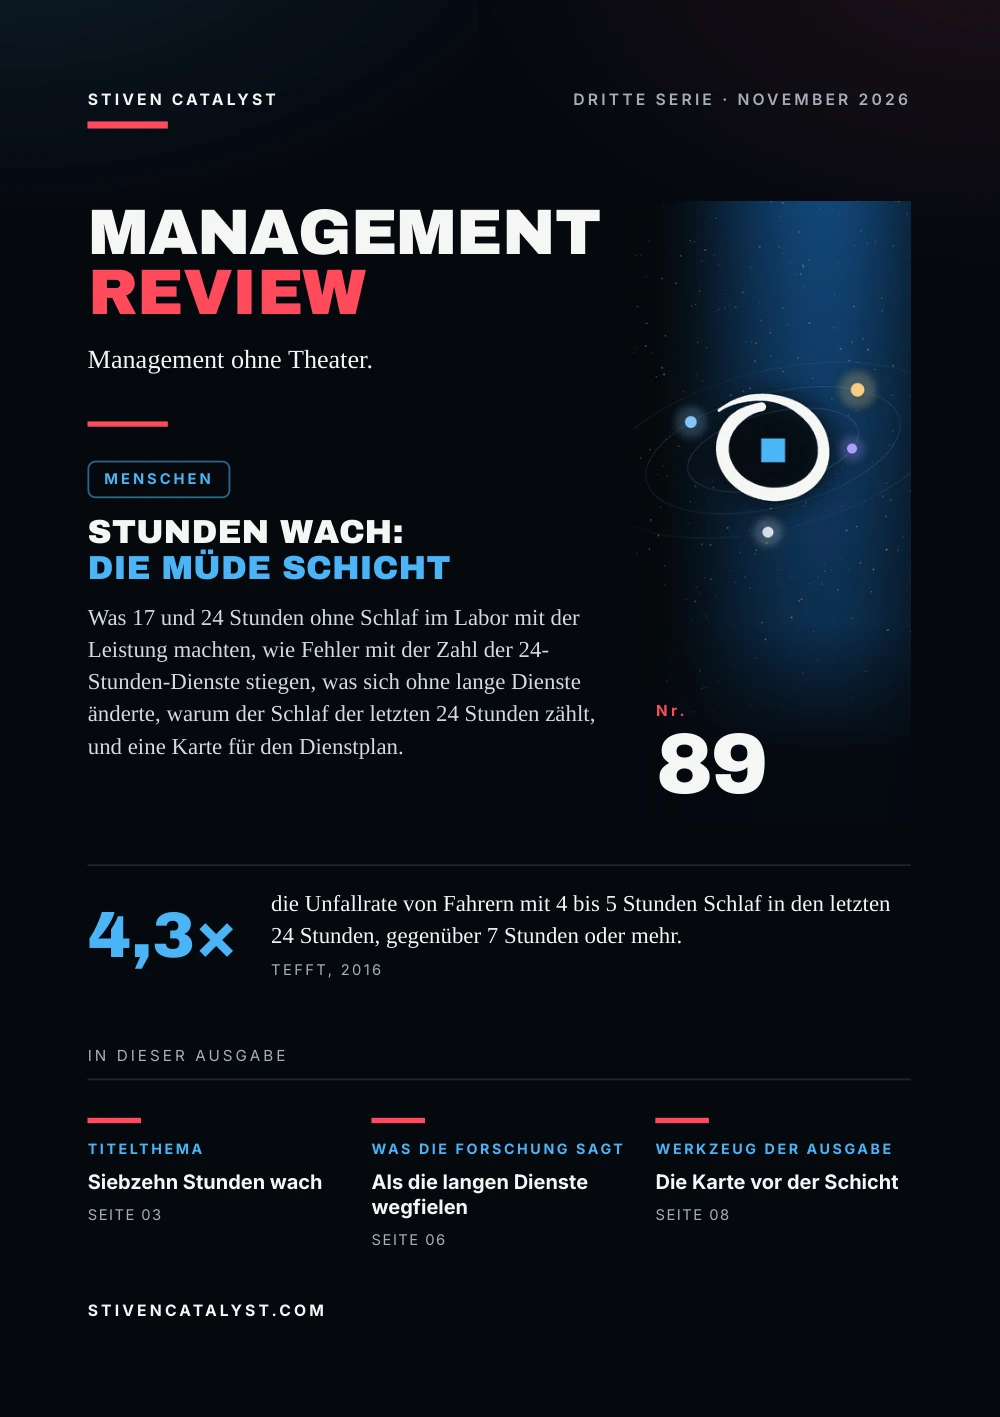 STIVEN CATALYST
DRITTE SERIE · NOVEMBER 2026
MANAGEMENT
REVIEW
Management ohne Theater.
MENSCHEN
STUNDEN WACH:
DIE MÜDE SCHICHT
Was 17 und 24 Stunden ohne Schlaf im Labor mit der
Leistung machten, wie Fehler mit der Zahl der 24-
Stunden-Dienste stiegen, was sich ohne lange Dienste
änderte, warum der Schlaf der letzten 24 Stunden zählt,
und eine Karte für den Dienstplan.
Nr.
89
4,3×
die Unfallrate von Fahrern mit 4 bis 5 Stunden Schlaf in den letzten
24 Stunden, gegenüber 7 Stunden oder mehr.
TEFFT, 2016
IN DIESER AUSGABE
TITELTHEMA
Siebzehn Stunden wach
SEITE 03
WAS DIE FORSCHUNG SAGT
Als die langen Dienste
wegfielen
SEITE 06
WERKZEUG DER AUSGABE
Die Karte vor der Schicht
SEITE 08
STIVENCATALYST.COM